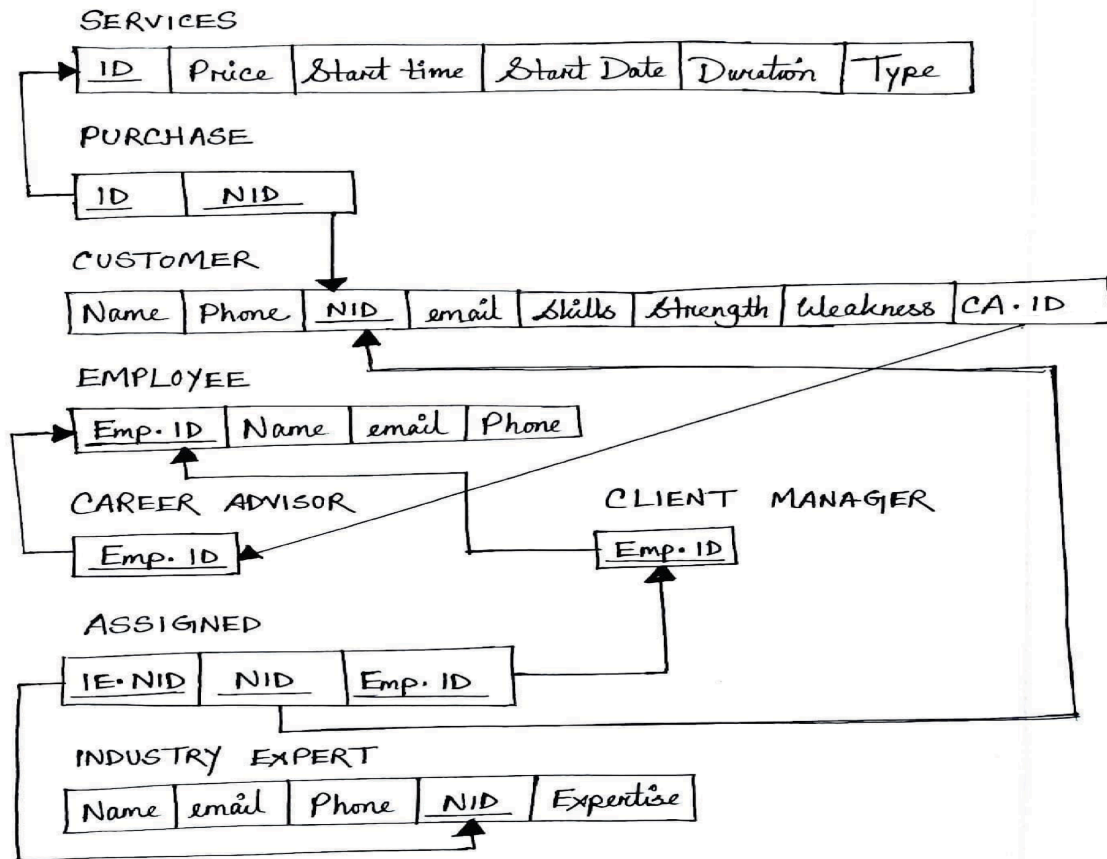 SERVICES
ID Price Start time Start Date Duration Type
PURCHASE
ID NID
CUSTOMER
Name Phone NID email Skills Strength Weakness CA. ID
EMPLOYEE
Emp. ID Name email Phone
CAREER ADVISOR CLIENT MANAGER
Emp. ID Emp. ID
ASSIGNED
IE. NID NID Emp. ID
INDUSTRY EXPERT
Name email Phone NID Expertise